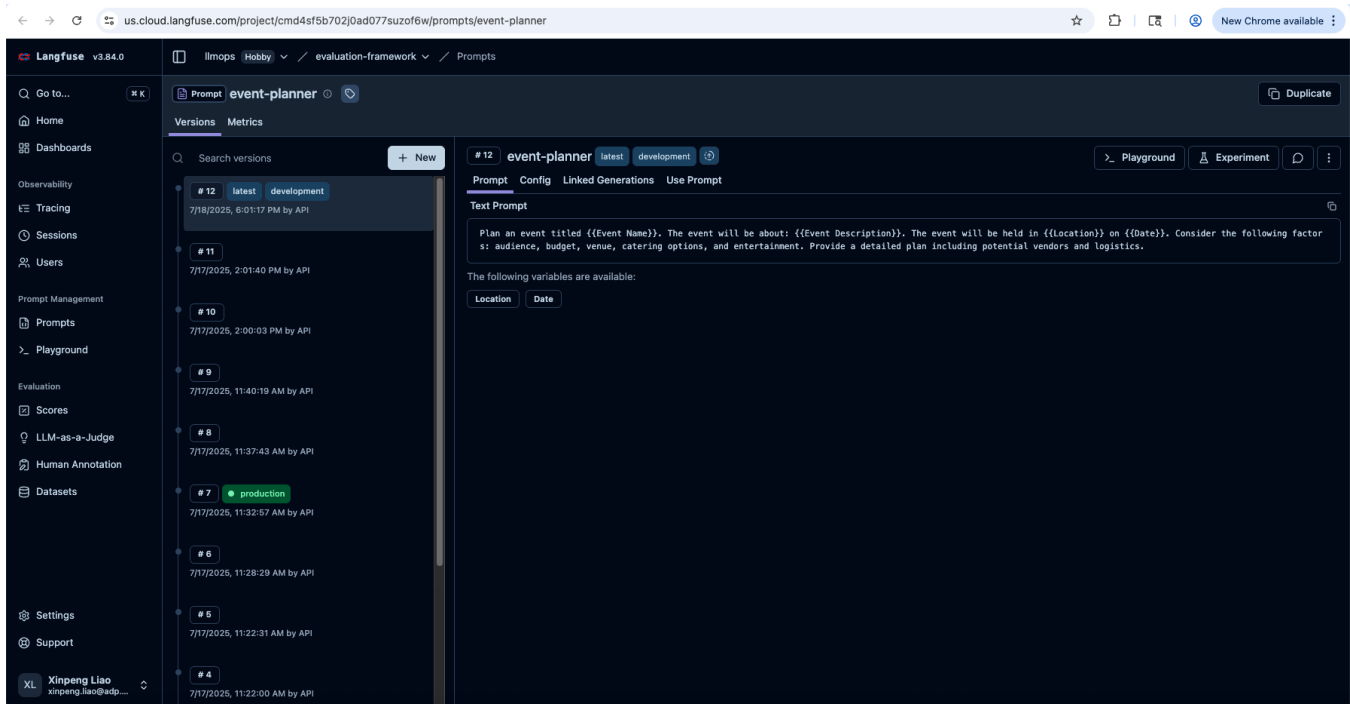 us.cloud.langfuse.com/project/cmd4sf5b702j0ad077suzof6w/prompts/event-planner
New Chrome available
Langfuse v3.84.0
llmops Hobby / evaluation-framework / Prompts
Go to... ⌘ K
Home
Dashboards
Observability
Tracing
Sessions
Users
Prompt Management
Prompts
Playground
Evaluation
Scores
LLM-as-a-Judge
Human Annotation
Datasets
Settings
Support
XL Xinpeng Liao
xinpeng.liao@adp....
Prompt event-planner
Duplicate
Versions Metrics
Search versions
+ New
# 12 latest development
7/18/2025, 6:01:17 PM by API
# 11
7/17/2025, 2:01:40 PM by API
# 10
7/17/2025, 2:00:03 PM by API
# 9
7/17/2025, 11:40:19 AM by API
# 8
7/17/2025, 11:37:43 AM by API
# 7 production
7/17/2025, 11:32:57 AM by API
# 6
7/17/2025, 11:28:29 AM by API
# 5
7/17/2025, 11:22:31 AM by API
# 4
7/17/2025, 11:22:00 AM by API
# 12 event-planner latest development
Playground Experiment
Prompt Config Linked Generations Use Prompt
Text Prompt
Plan an event titled {{Event Name}}. The event will be about: {{Event Description}}. The event will be held in {{Location}} on {{Date}}. Consider the following factor
s: audience, budget, venue, catering options, and entertainment. Provide a detailed plan including potential vendors and logistics.
The following variables are available:
Location Date